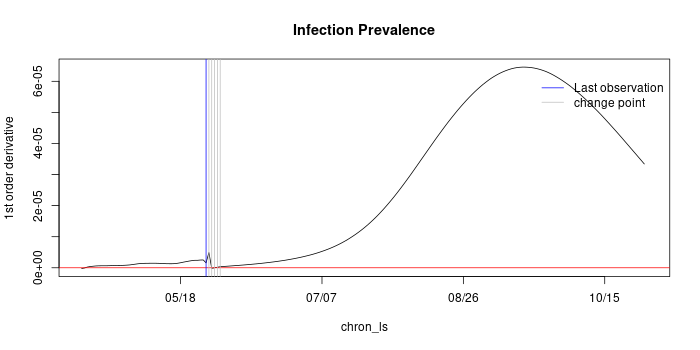 Infection Prevalence
1st order derivative
6e-05
4e-05
2e-05
0e+00
Last observation
change point
05/18
07/07
08/26
10/15
chron_ls